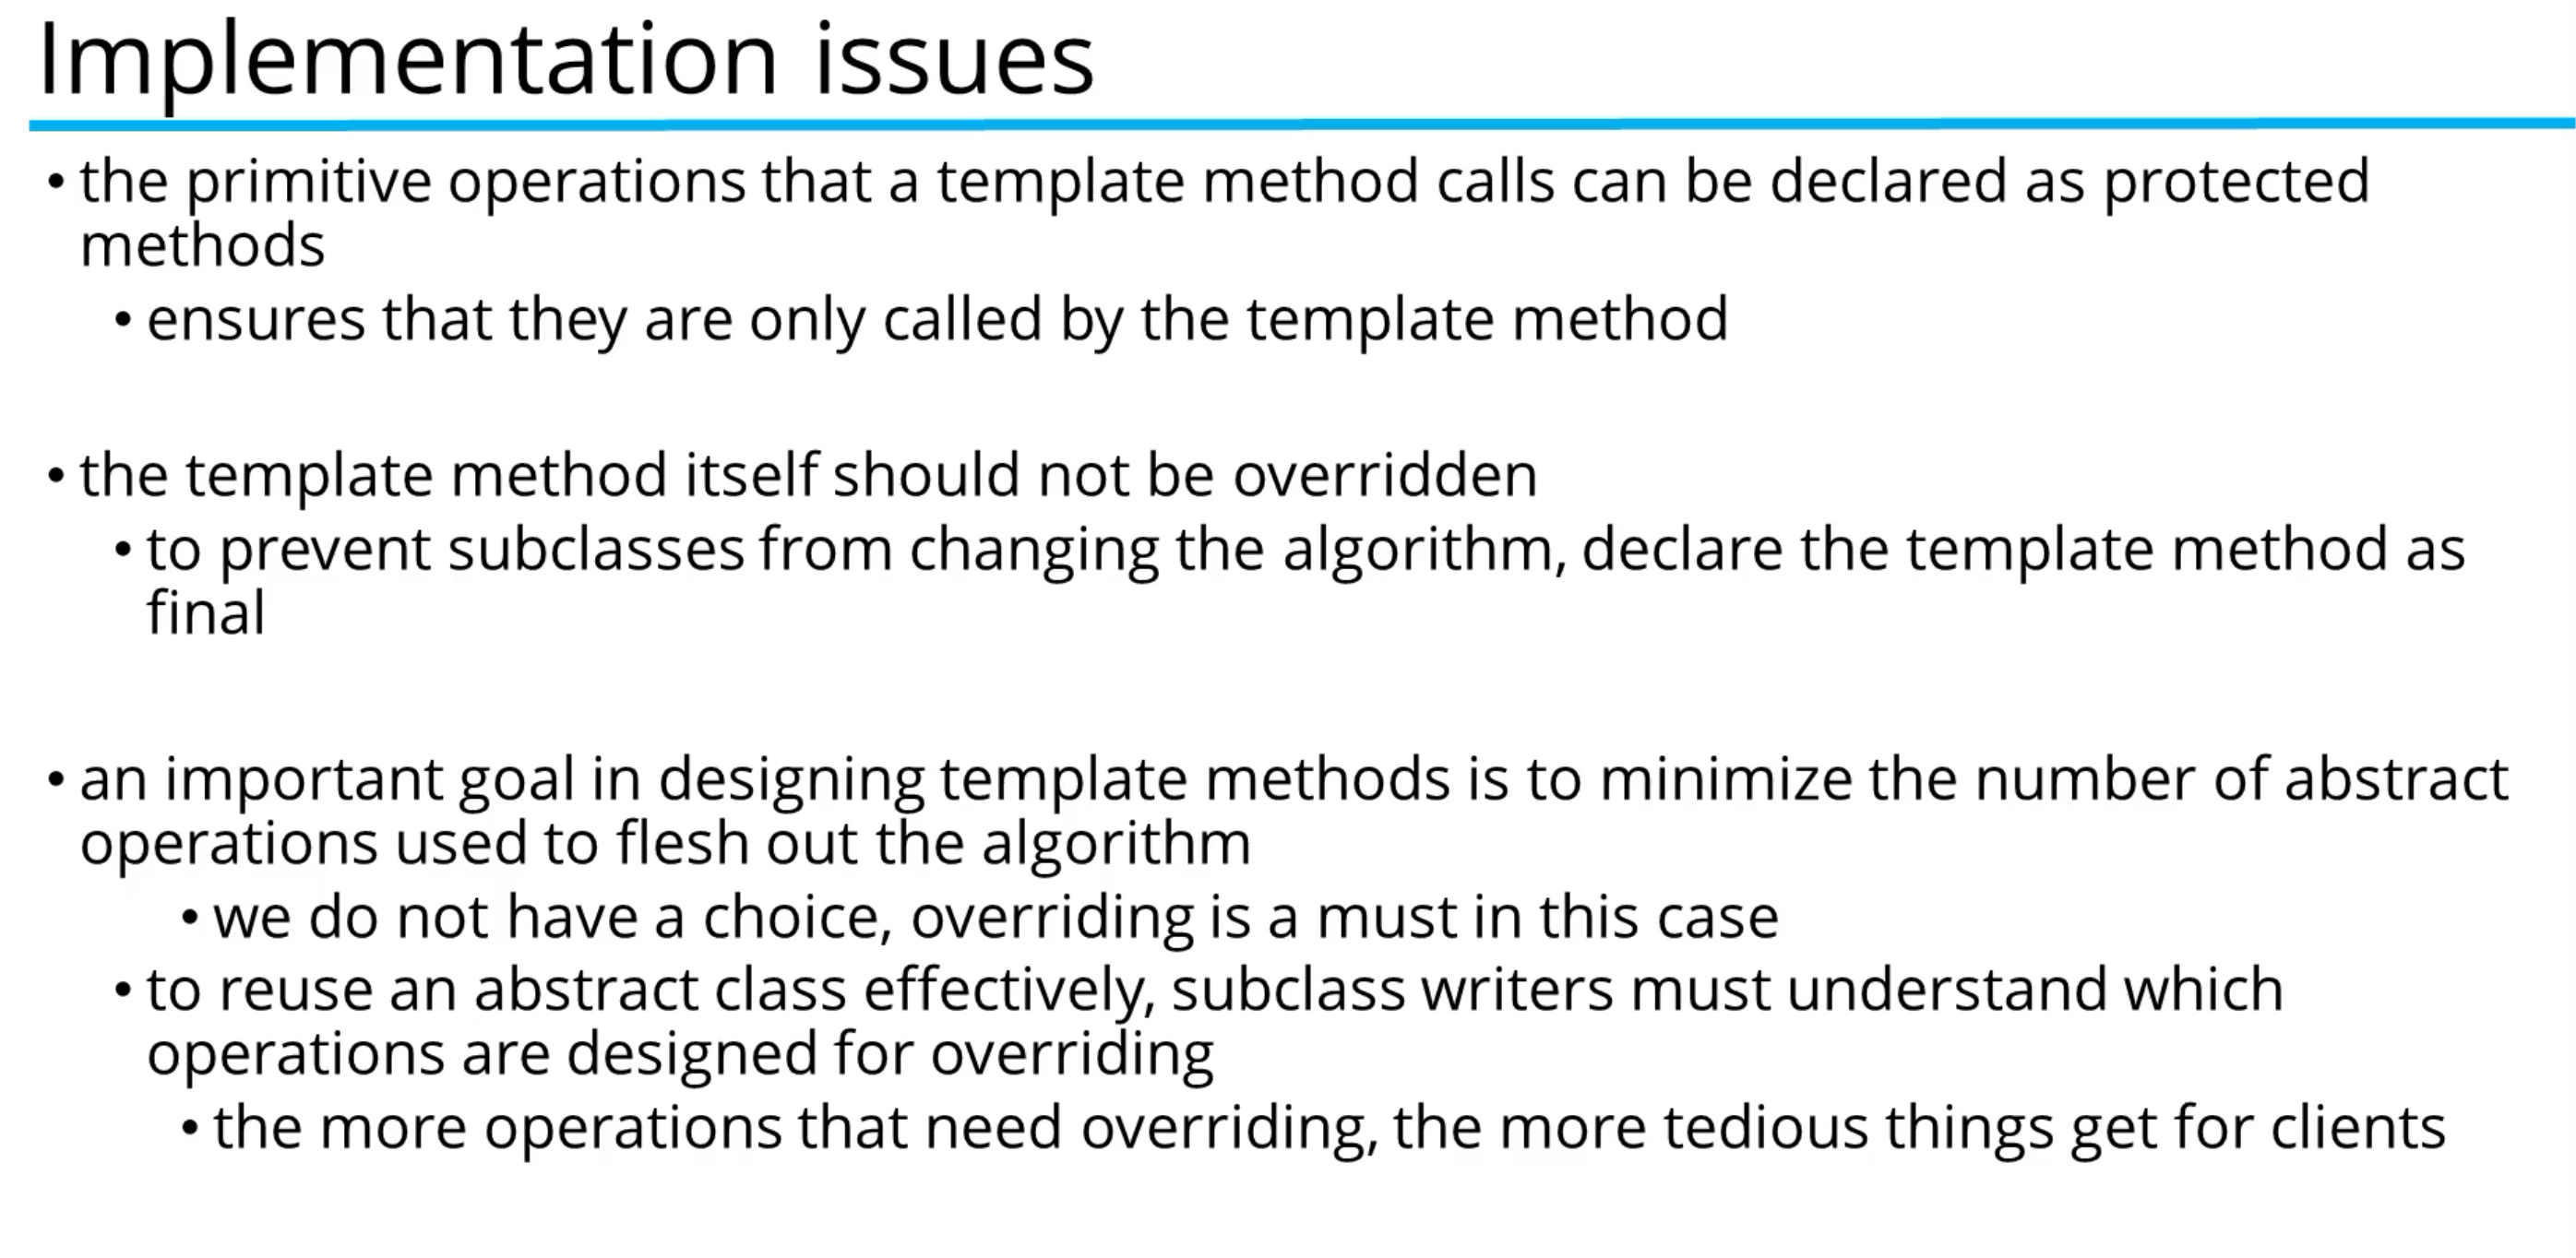 Implementation issues
• the primitive operations that a template method calls can be declared as protected
methods
• ensures that they are only called by the template method
• the template method itself should not be overridden
• to prevent subclasses from changing the algorithm, declare the template method as
final
• an important goal in designing template methods is to minimize the number of abstract
operations used to flesh out the algorithm
• we do not have a choice, overriding is a must in this case
• to reuse an abstract class effectively, subclass writers must understand which
operations are designed for overriding
• the more operations that need overriding, the more tedious things get for clients